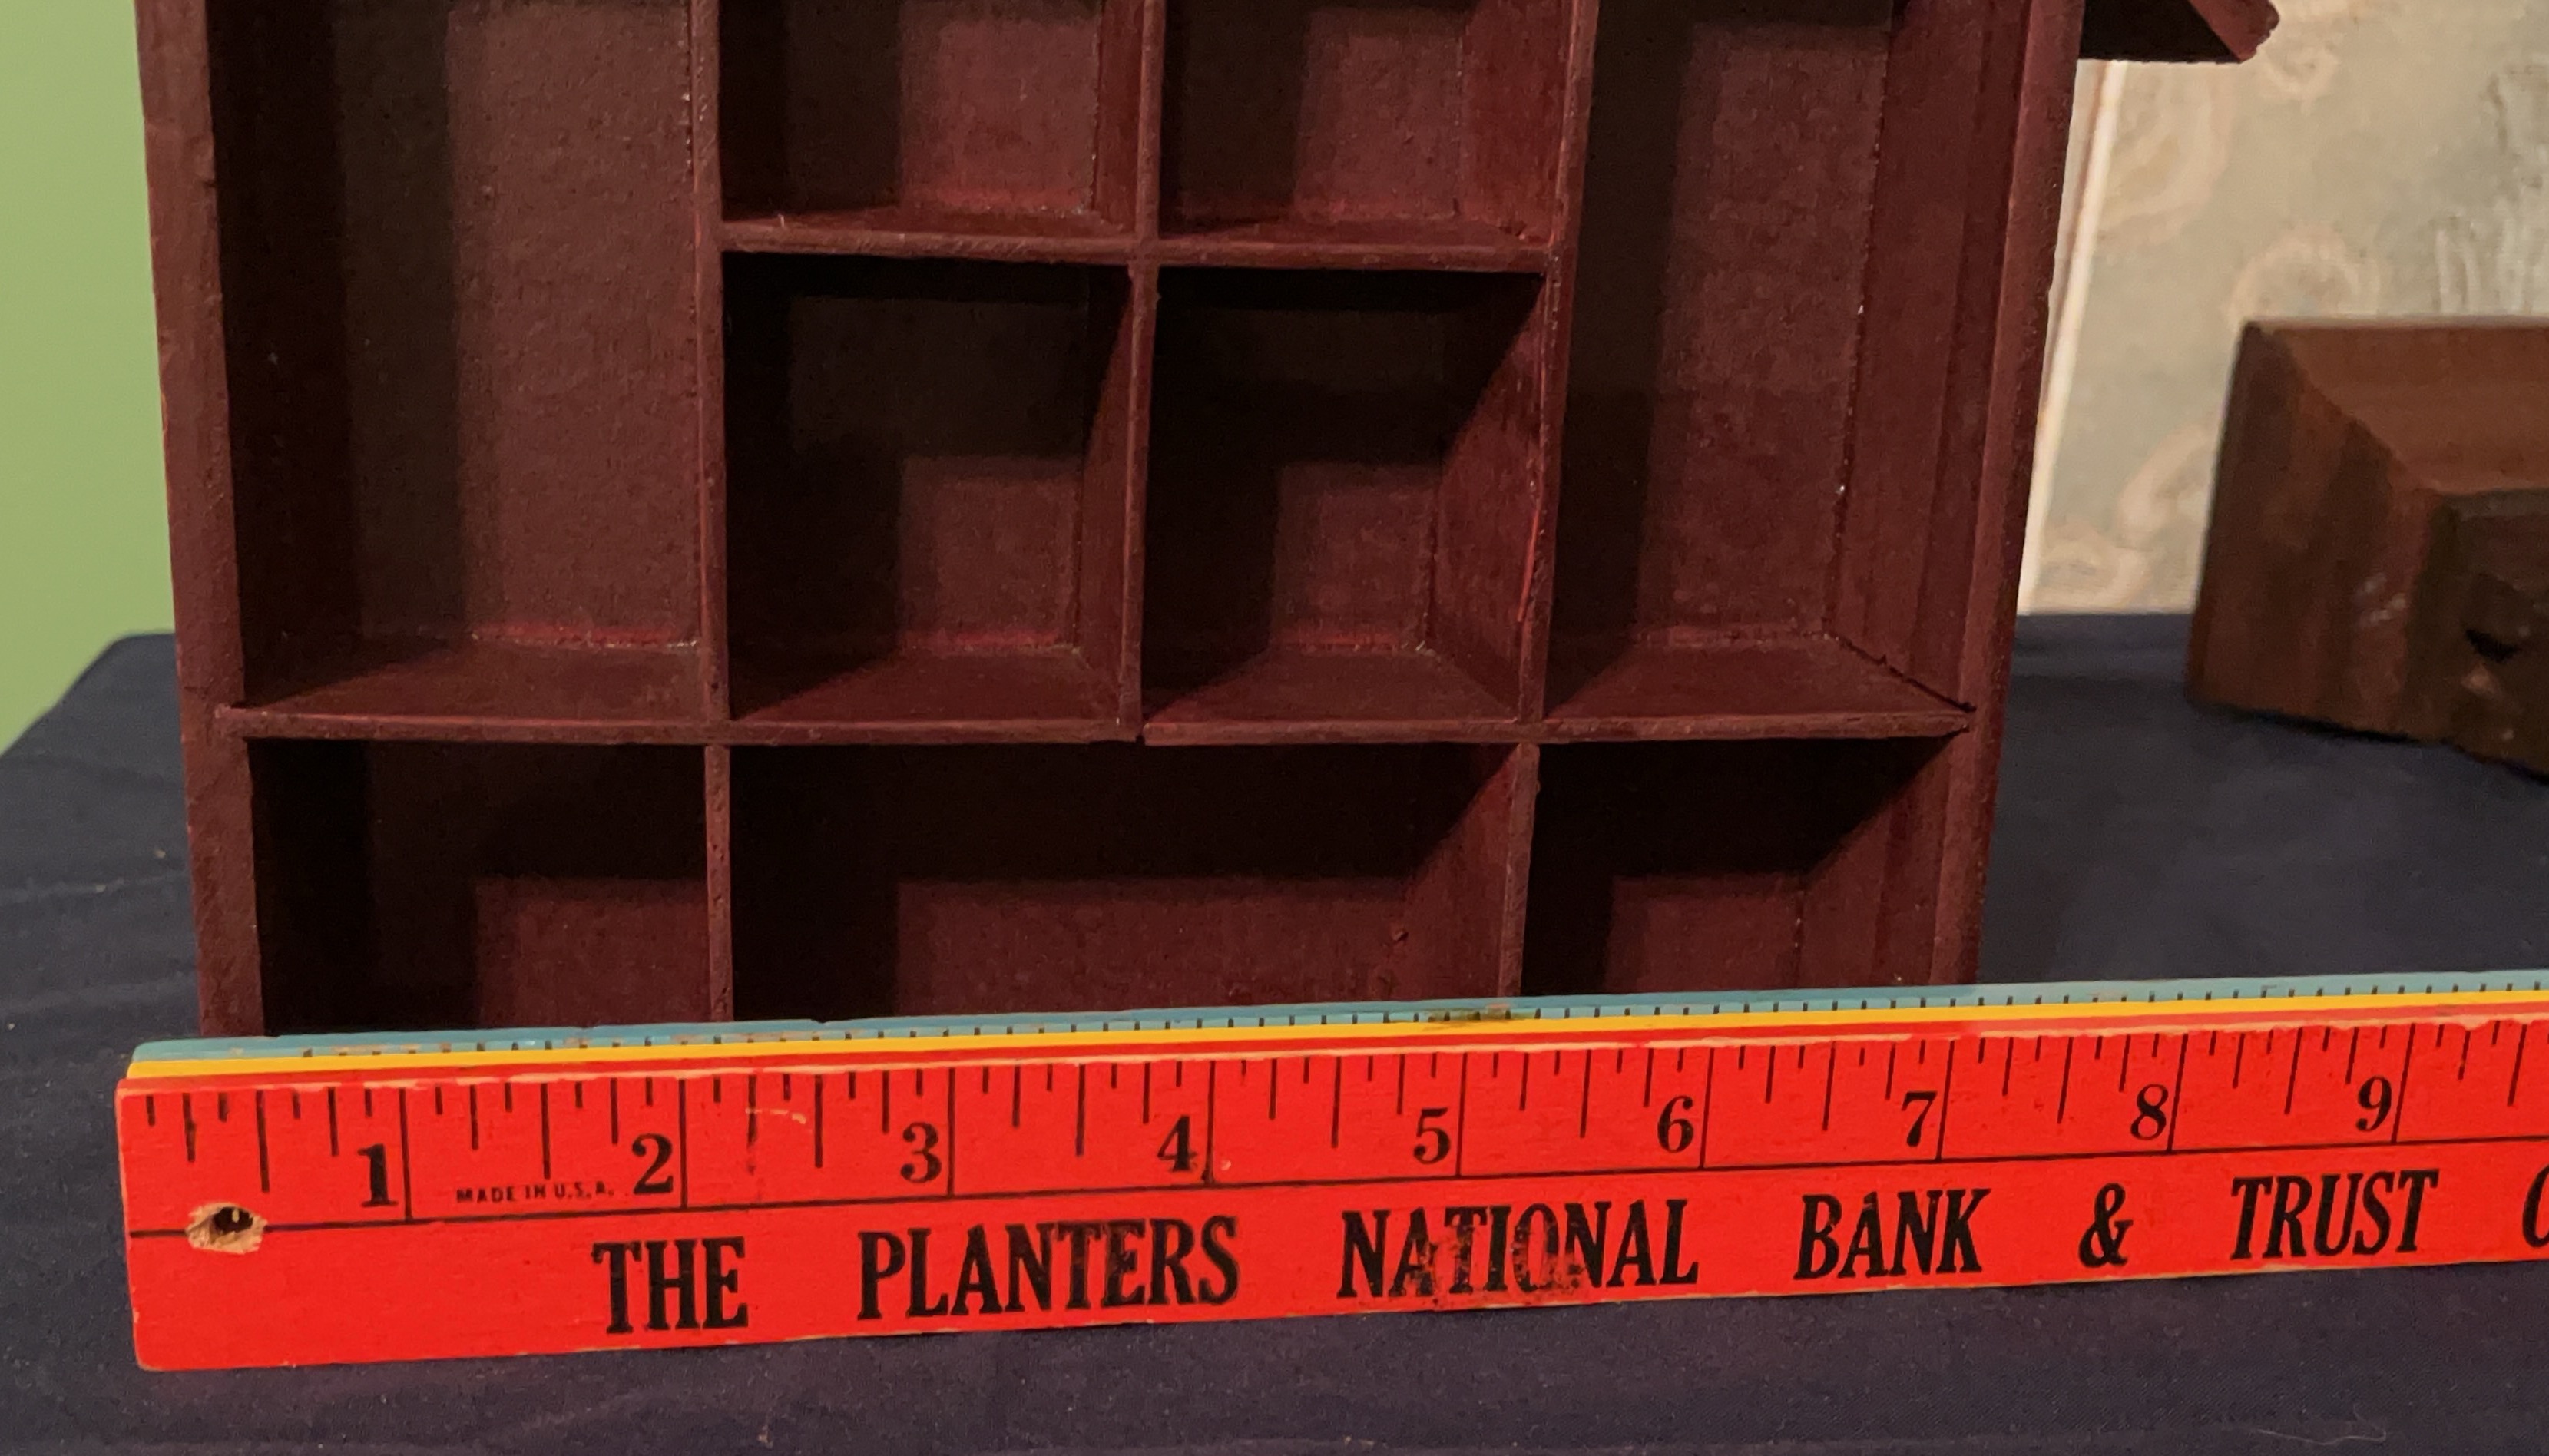 1 2 3 4 5 6 7 8 9
MADE IN U.S.A.
THE PLANTERS NATIONAL BANK & TRUST